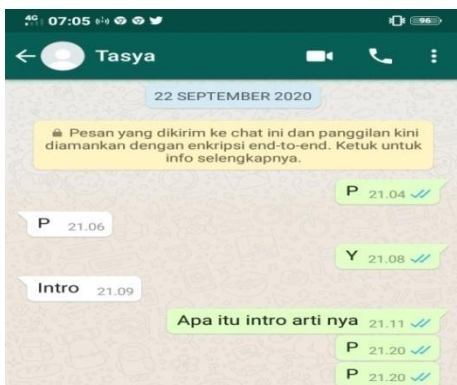 4G 07:05
96
Tasya
22 SEPTEMBER 2020
Pesan yang dikirim ke chat ini dan panggilan kini
diamankan dengan enkripsi end-to-end. Ketuk untuk
info selengkapnya.
P 21.04
P 21.06
Y 21.08
Intro 21.09
Apa itu intro arti nya 21.11
P 21.20
P 21.20